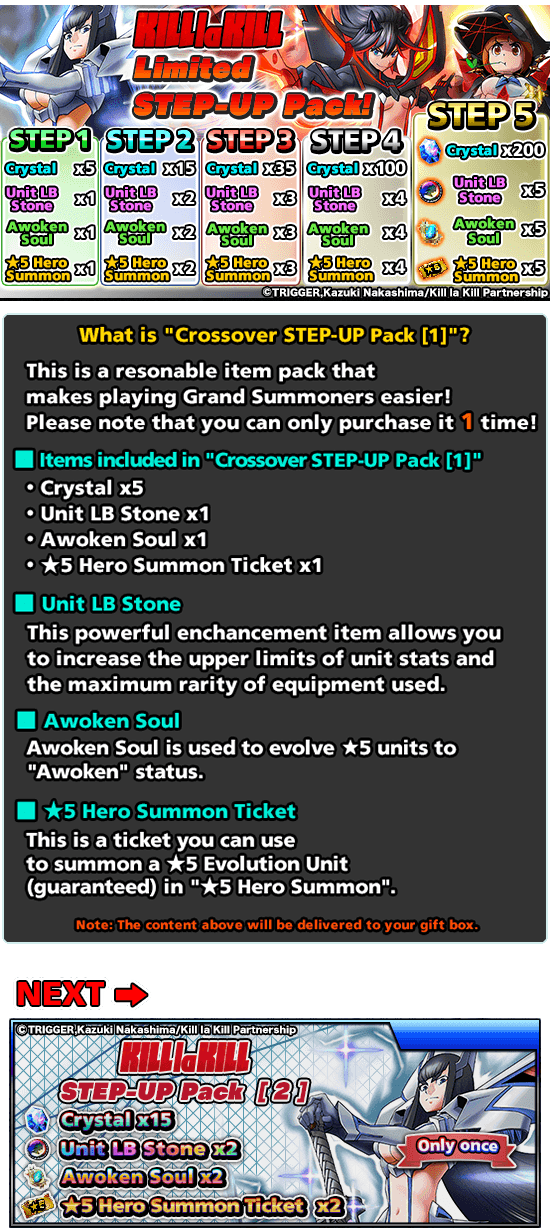 KILL la KILL
Limited
STEP-UP Pack!
STEP 1
Crystal x5
Unit LB Stone x1
Awoken Soul x1
★5 Hero Summon x1
STEP 2
Crystal x15
Unit LB Stone x2
Awoken Soul x2
★5 Hero Summon x2
STEP 3
Crystal x35
Unit LB Stone x3
Awoken Soul x3
★5 Hero Summon x3
STEP 4
Crystal x100
Unit LB Stone x4
Awoken Soul x4
★5 Hero Summon x4
STEP 5
Crystal x200
Unit LB Stone x5
Awoken Soul x5
★5 Hero Summon x5
©TRIGGER,Kazuki Nakashima/Kill la Kill Partnership
What is "Crossover STEP-UP Pack [1]"?
This is a resonable item pack that
makes playing Grand Summoners easier!
Please note that you can only purchase it 1 time!
■ Items included in "Crossover STEP-UP Pack [1]"
・Crystal x5
・Unit LB Stone x1
・Awoken Soul x1
・★5 Hero Summon Ticket x1
■ Unit LB Stone
This powerful enchancement item allows you
to increase the upper limits of unit stats and
the maximum rarity of equipment used.
■ Awoken Soul
Awoken Soul is used to evolve ★5 units to
"Awoken" status.
■ ★5 Hero Summon Ticket
This is a ticket you can use
to summon a ★5 Evolution Unit
(guaranteed) in "★5 Hero Summon".
Note: The content above will be delivered to your gift box.
NEXT ➡
©TRIGGER,Kazuki Nakashima/Kill la Kill Partnership
KILL la KILL
STEP-UP Pack [2]
Crystal x15
Unit LB Stone x2
Awoken Soul x2
★5 Hero Summon Ticket x2
Only once